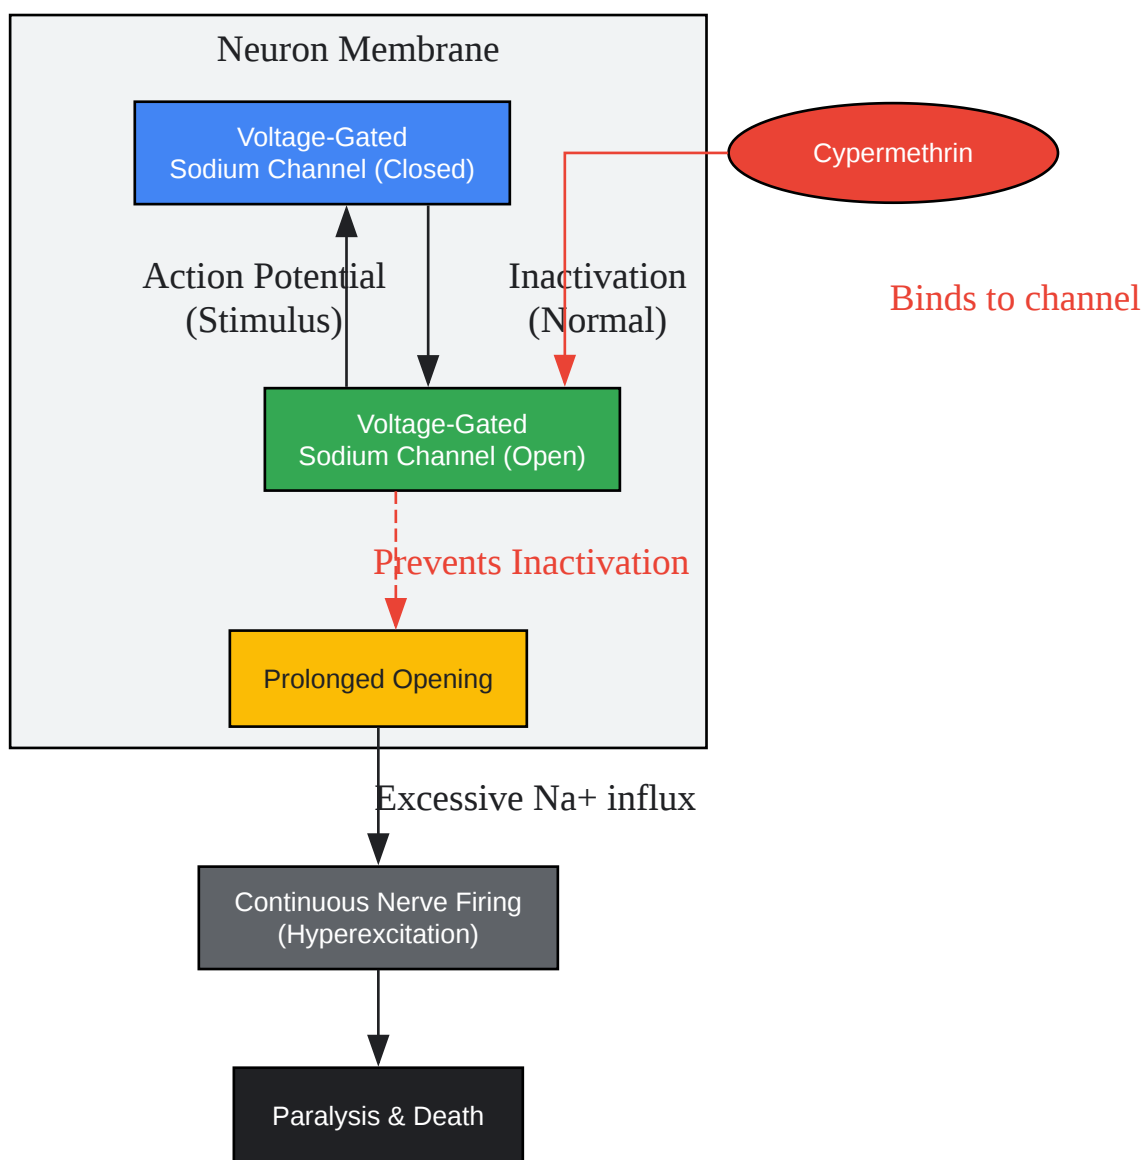 Neuron Membrane
Voltage-Gated
Sodium Channel (Closed)
Cypermethrin
Action Potential
(Stimulus)
Inactivation
(Normal)
Binds to channel
Voltage-Gated
Sodium Channel (Open)
Prevents Inactivation
Prolonged Opening
Excessive Na+ influx
Continuous Nerve Firing
(Hyperexcitation)
Paralysis & Death